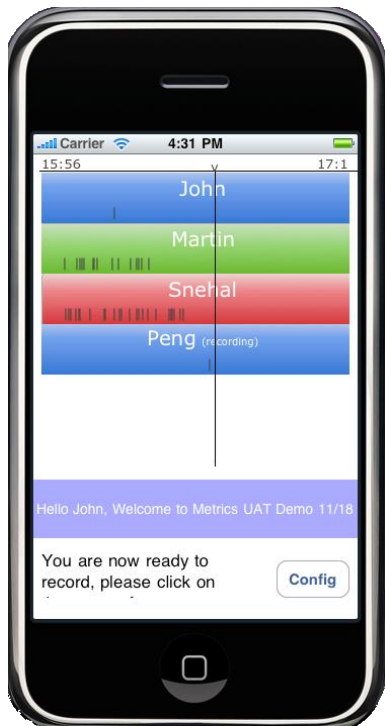 Carrier 4:31 PM
15:56 17:1
John
Martin
Snehal
Peng (recording)
Hello John, Welcome to Metrics UAT Demo 11/18
You are now ready to
record, please click on
Config